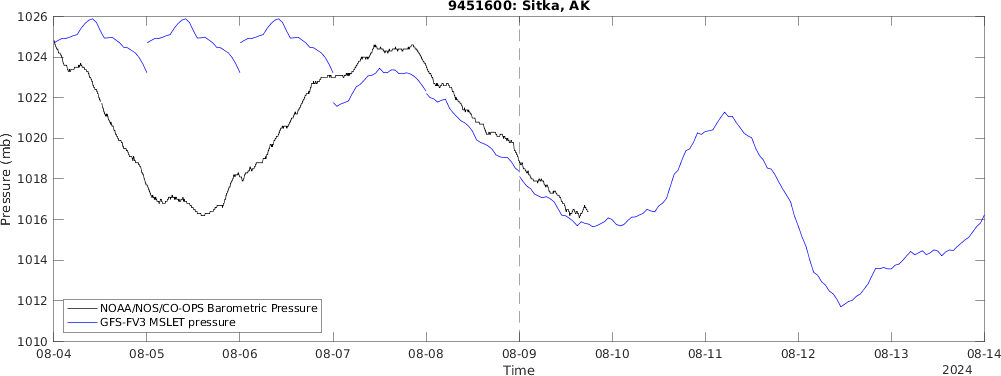 9451600: Sitka, AK
Pressure (mb)
1026
1024
1022
1020
1018
1016
1014
1012
1010
NOAA/NOS/CO-OPS Barometric Pressure
GFS-FV3 MSLET pressure
08-04 08-05 08-06 08-07 08-08 08-09 08-10 08-11 08-12 08-13 08-14
Time
2024